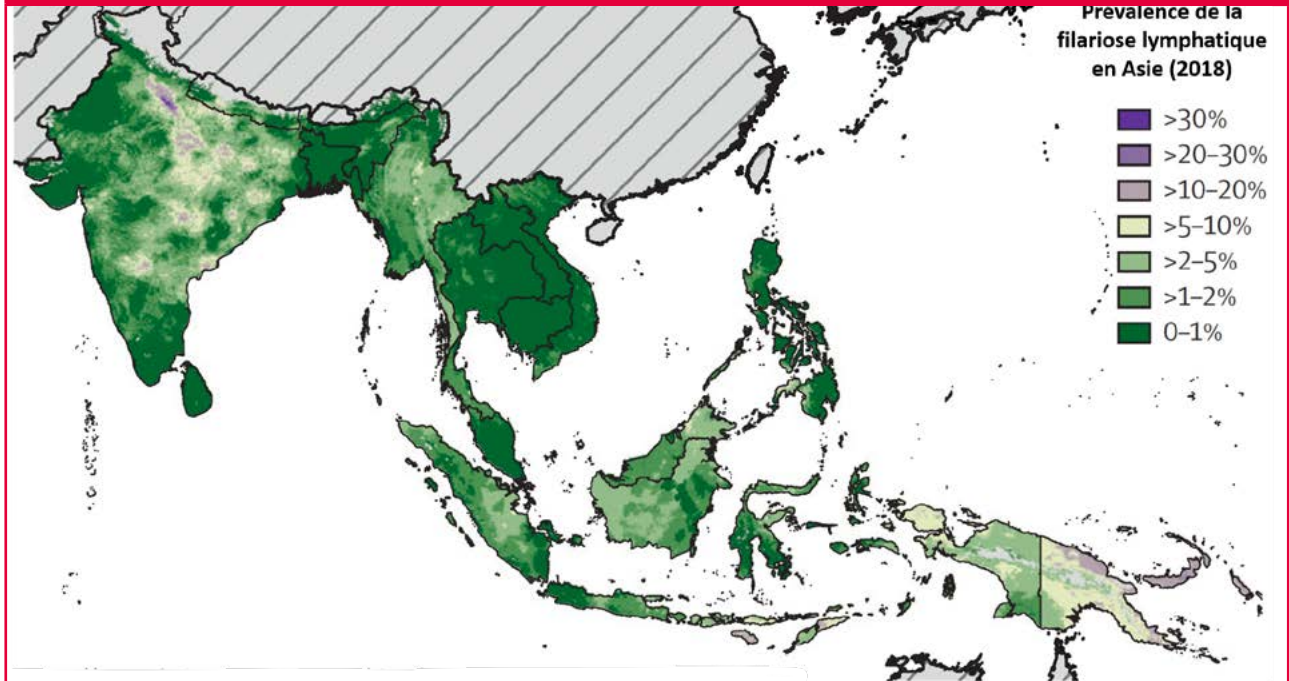 Prévalence de la
filariose lymphatique
en Asie (2018)
>30%
>20–30%
>10–20%
>5–10%
>2–5%
>1–2%
0–1%